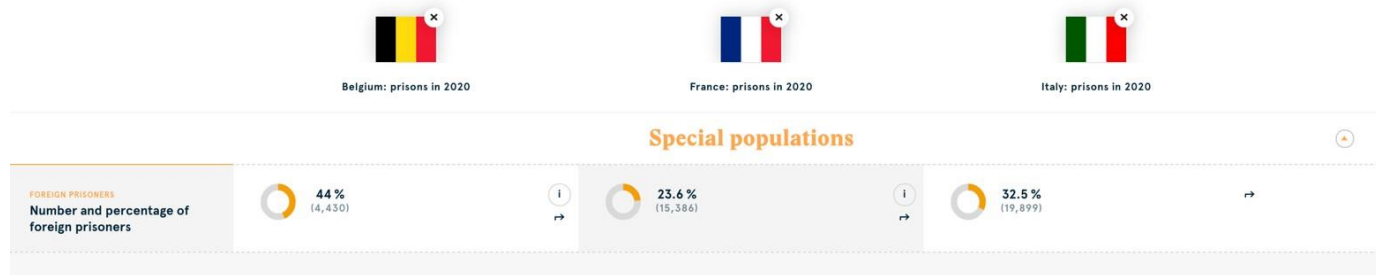 Belgium: prisons in 2020
France: prisons in 2020
Italy: prisons in 2020
Special populations
FOREIGN PRISONERS
Number and percentage of
foreign prisoners
44 %
(4,430)
i
23.6 %
(15,386)
i
32.5 %
(19,899)